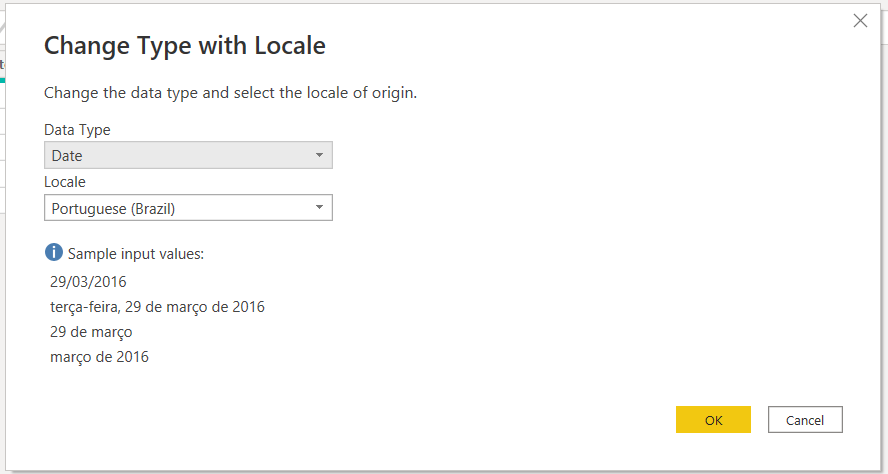 Change Type with Locale
Change the data type and select the locale of origin.
Data Type
Date
Locale
Portuguese (Brazil)
Sample input values:
29/03/2016
terça-feira, 29 de março de 2016
29 de março
março de 2016
OK
Cancel